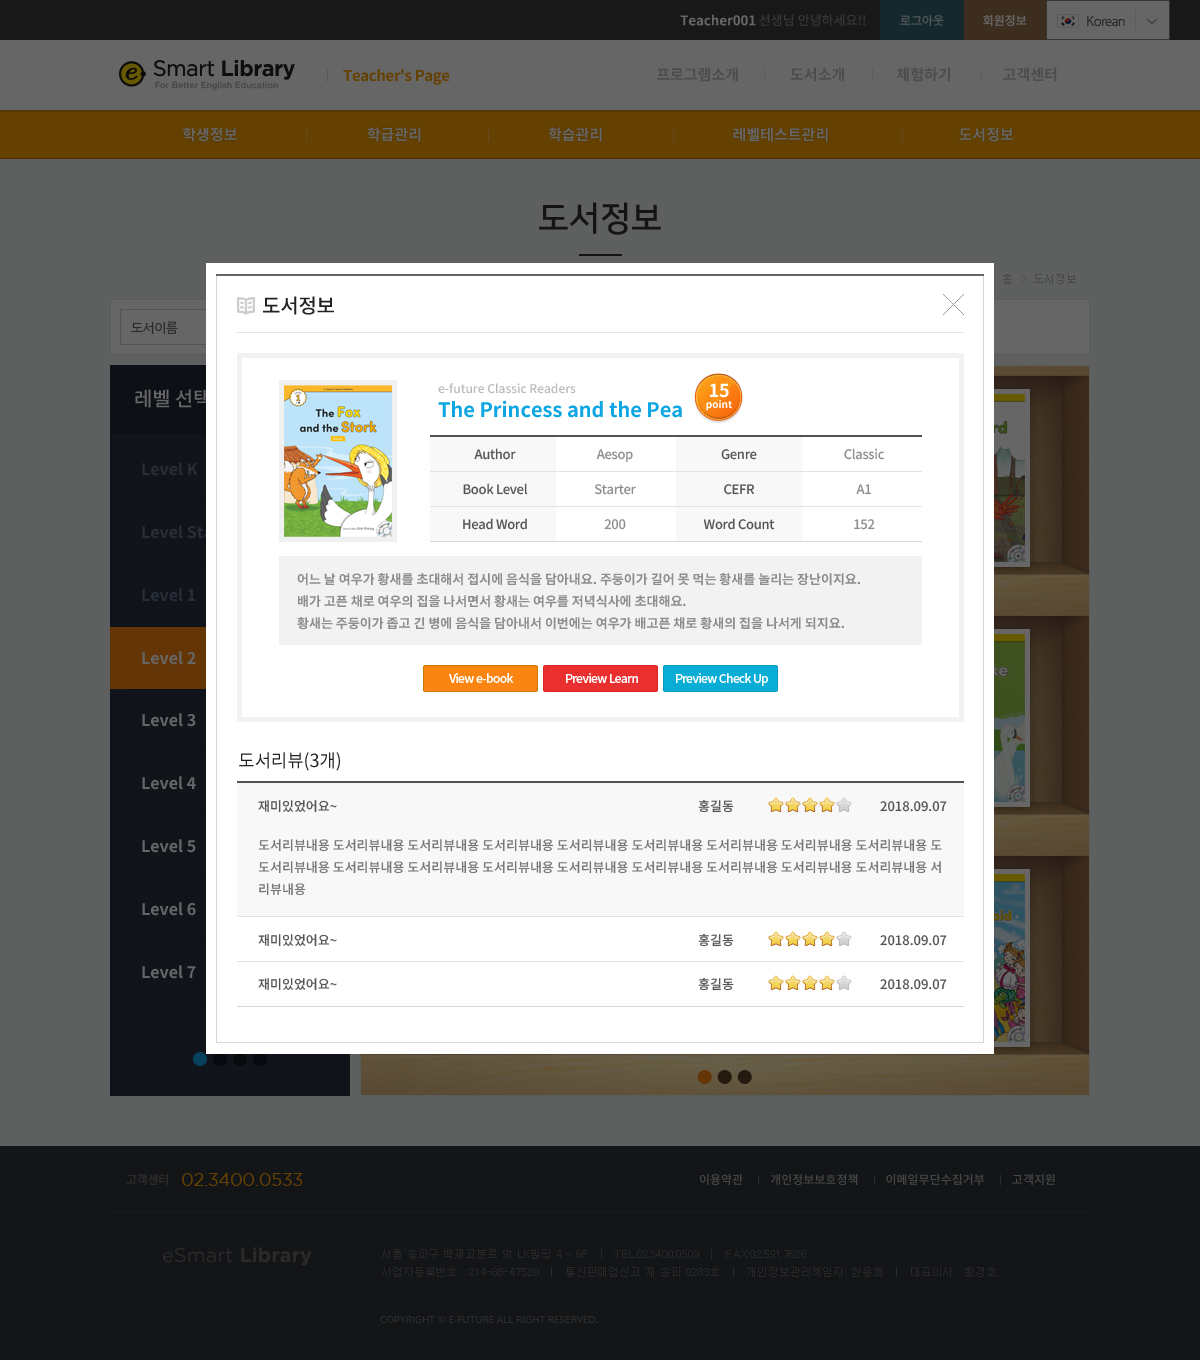 Teacher001 선생님 안녕하세요!!
로그아웃
회원정보
Korean
e Smart Library
For Better English Education
Teacher's Page
프로그램소개
도서소개
체험하기
고객센터
학생정보
학급관리
학습관리
레벨테스트관리
도서정보
도서정보
홈 > 도서정보
도서이름
레벨 선택
Level K
Level Sta
Level 1
Level 2
Level 3
Level 4
Level 5
Level 6
Level 7
도서정보
The Fox
and the Stork
e-future Classic Readers
The Princess and the Pea
15
point
Author Aesop Genre Classic
Book Level Starter CEFR A1
Head Word 200 Word Count 152
어느 날 여우가 황새를 초대해서 접시에 음식을 담아내요. 주둥이가 길어 못 먹는 황새를 놀리는 장난이지요.
배가 고픈 채로 여우의 집을 나서면서 황새는 여우를 저녁식사에 초대해요.
황새는 주둥이가 좁고 긴 병에 음식을 담아내서 이번에는 여우가 배고픈 채로 황새의 집을 나서게 되지요.
View e-book
Preview Learn
Preview Check Up
도서리뷰(3개)
재미있었어요~ 홍길동 2018.09.07
도서리뷰내용 도서리뷰내용 도서리뷰내용 도서리뷰내용 도서리뷰내용 도서리뷰내용 도서리뷰내용 도서리뷰내용 도서리뷰내용 도
도서리뷰내용 도서리뷰내용 도서리뷰내용 도서리뷰내용 도서리뷰내용 도서리뷰내용 도서리뷰내용 도서리뷰내용 도서리뷰내용 서
리뷰내용
재미있었어요~ 홍길동 2018.09.07
재미있었어요~ 홍길동 2018.09.07
고객센터 02.3400.0533
이용약관 | 개인정보보호정책 | 이메일무단수집거부 | 고객지원
eSmart Library
서울 송파구 백제고분로 91 LK빌딩 4 - 6F | TEL.02.3400.0509 | FAX.02.591.7626
사업자등록번호 214-86-47520 | 통신판매업신고 제 송파 0263호 | 개인정보관리책임자: 현용희 | 대표이사 황경호
COPYRIGHT © E-FUTURE ALL RIGHT RESERVED.